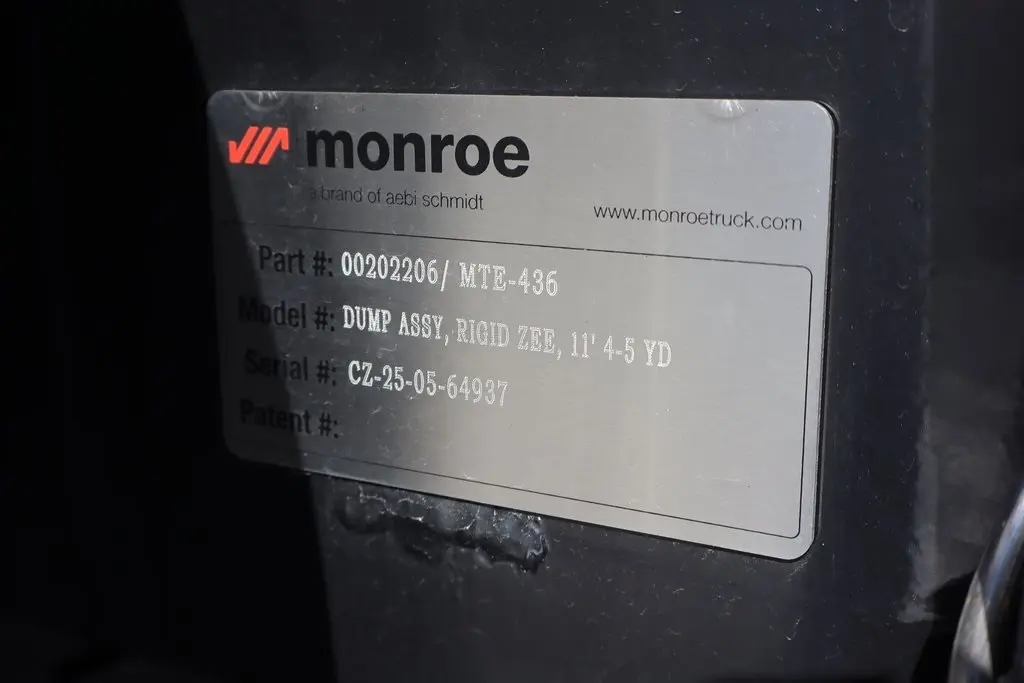 monroe
a brand of aebi schmidt
www.monroetruck.com
Part #: 00202206/ MTE-436
Model #: DUMP ASSY, RIGID ZEE, 11' 4-5 YD
Serial #: CZ-25-05-64937
Patent #: